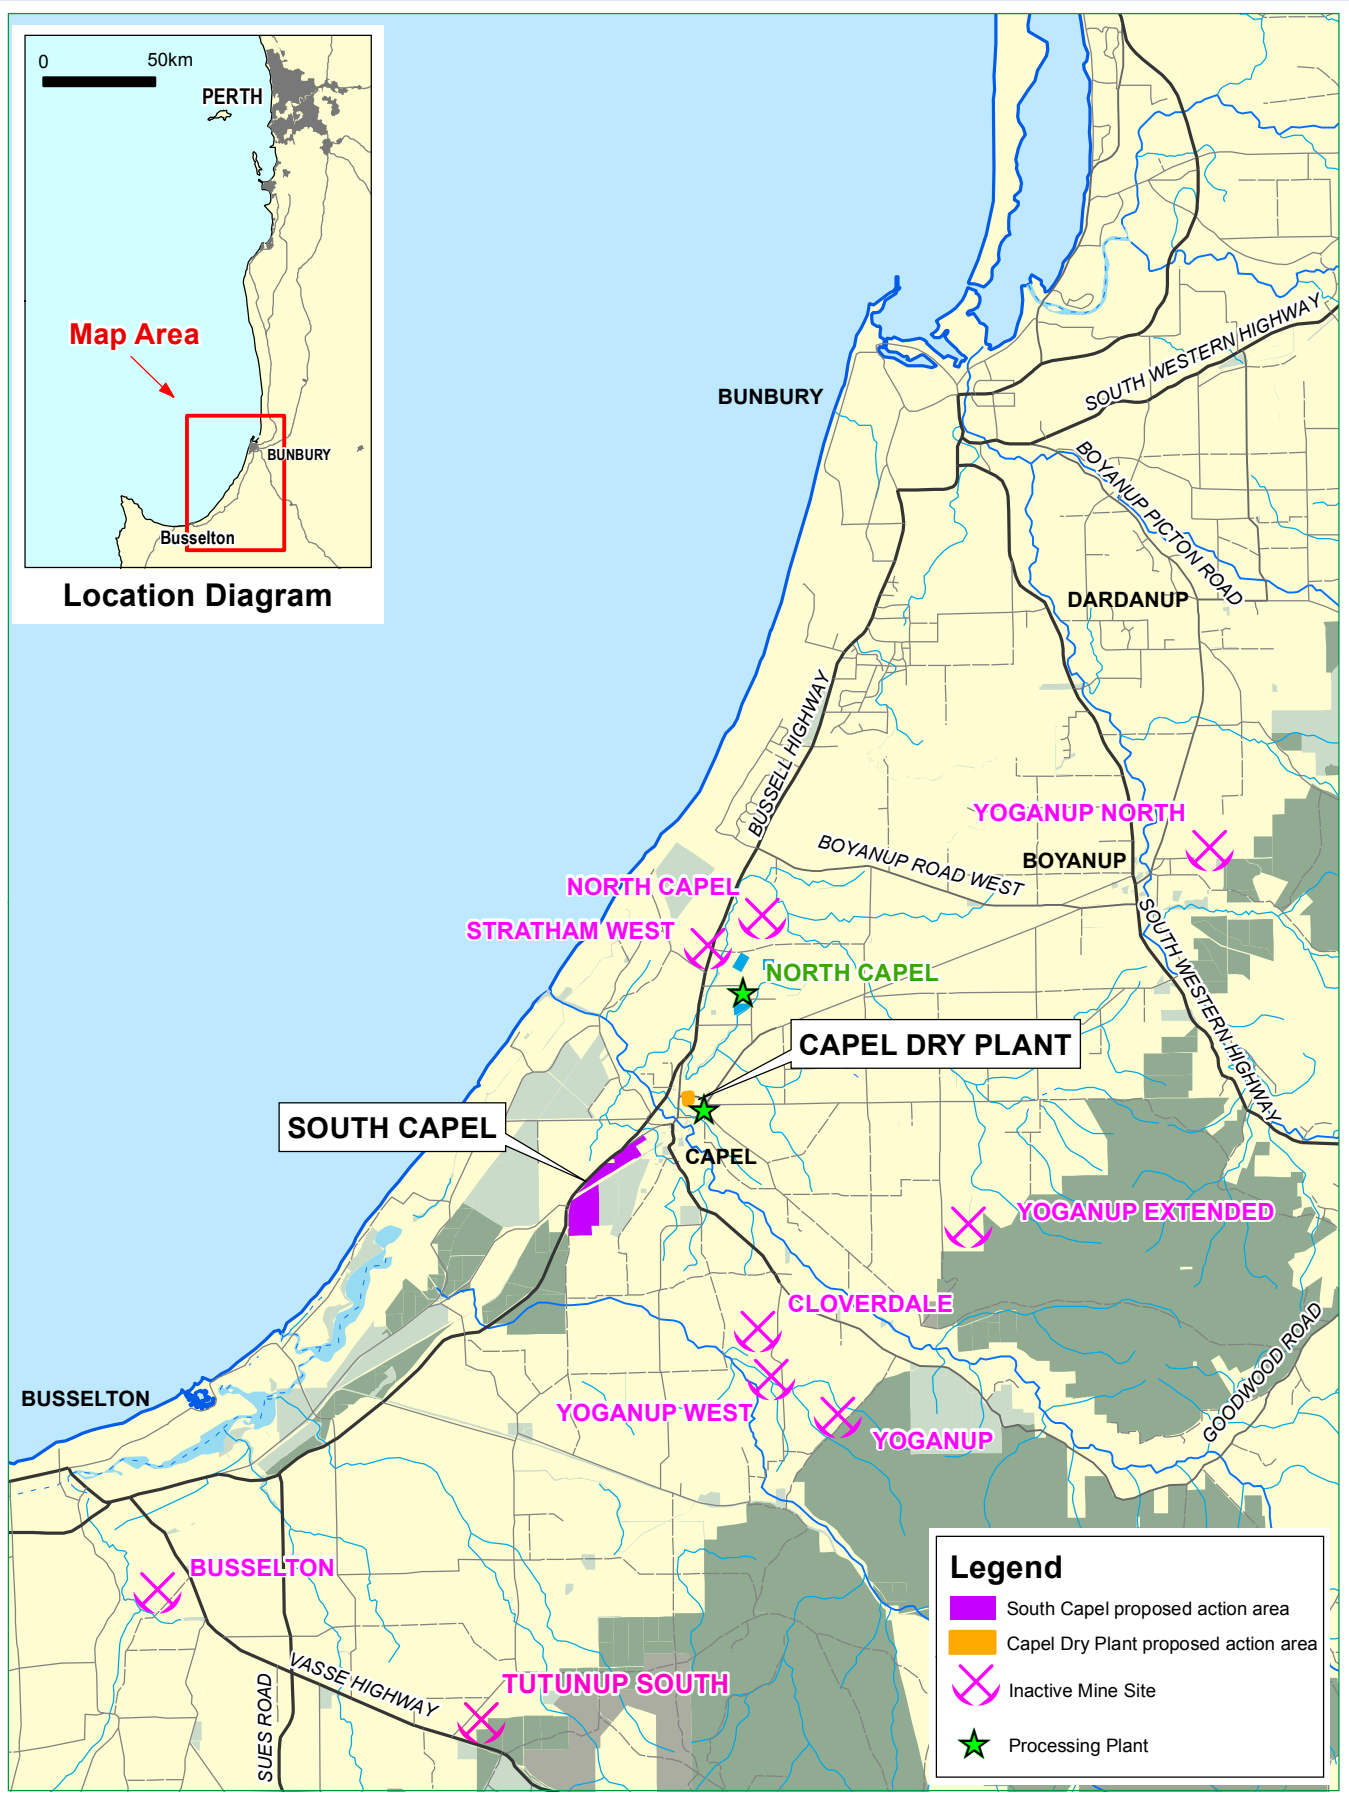 0
50km
PERTH
Map Area
BUNBURY
Busselton
Location Diagram
SOUTH WESTERN HIGHWAY
BUNBURY
BOYANUP PICTON ROAD
DARDANUP
BUSSELL HIGHWAY
YOGANUP NORTH
BOYANUP ROAD WEST
BOYANUP
NORTH CAPEL
STRATHAM WEST
NORTH CAPEL
SOUTH WESTERN HIGHWAY
CAPEL DRY PLANT
SOUTH CAPEL
CAPEL
YOGANUP EXTENDED
CLOVERDALE
GOODWOOD ROAD
BUSSELTON
YOGANUP WEST
YOGANUP
BUSSELTON
VASSE HIGHWAY
SUES ROAD
TUTUNUP SOUTH
Legend
South Capel proposed action area
Capel Dry Plant proposed action area
Inactive Mine Site
Processing Plant